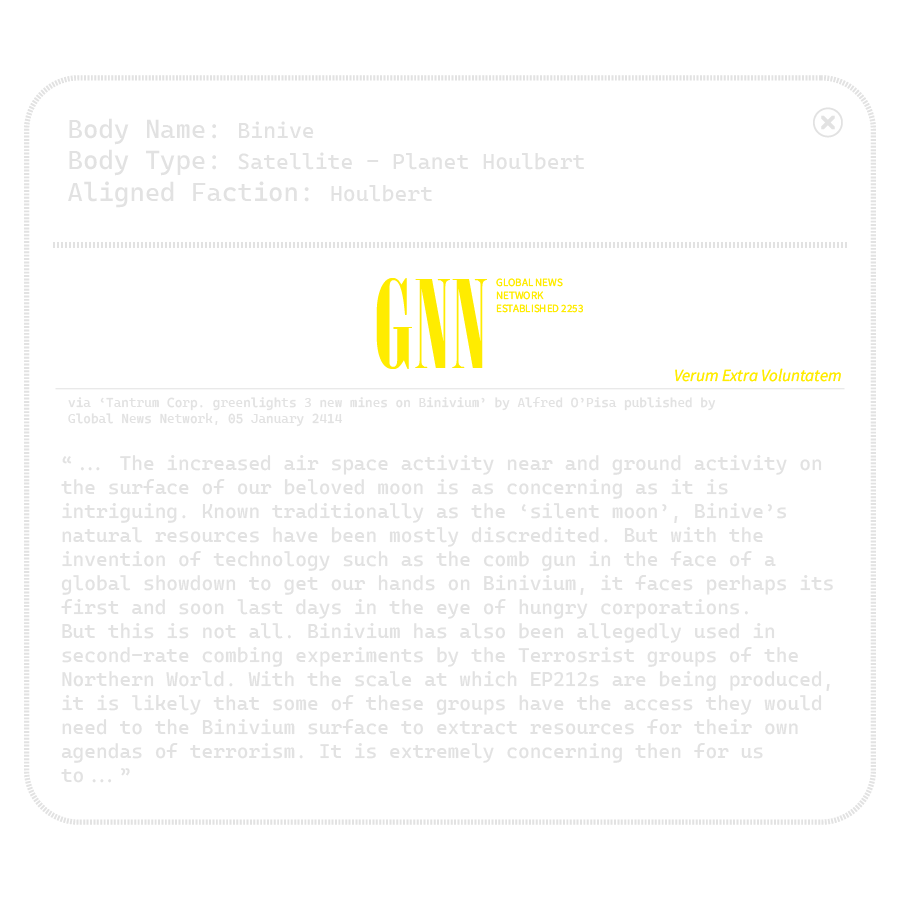 Body Name: Binive
Body Type: Satellite - Planet Houlbert
Aligned Faction: Houlbert
GNN
GLOBAL NEWS
NETWORK
ESTABLISHED 2253
Verum Extra Voluntatem
via ‘Tantrum Corp. greenlights 3 new mines on Binivium’ by Alfred O’Pisa published by
Global News Network, 05 January 2414
“... The increased air space activity near and ground activity on
the surface of our beloved moon is as concerning as it is
intriguing. Known traditionally as the ‘silent moon’, Binive’s
natural resources have been mostly discredited. But with the
invention of technology such as the comb gun in the face of a
global showdown to get our hands on Binivium, it faces perhaps its
first and soon last days in the eye of hungry corporations.
But this is not all. Binivium has also been allegedly used in
second-rate combing experiments by the Terrosrist groups of the
Northern World. With the scale at which EP212s are being produced,
it is likely that some of these groups have the access they would
need to the Binivium surface to extract resources for their own
agendas of terrorism. It is extremely concerning then for us
to...”